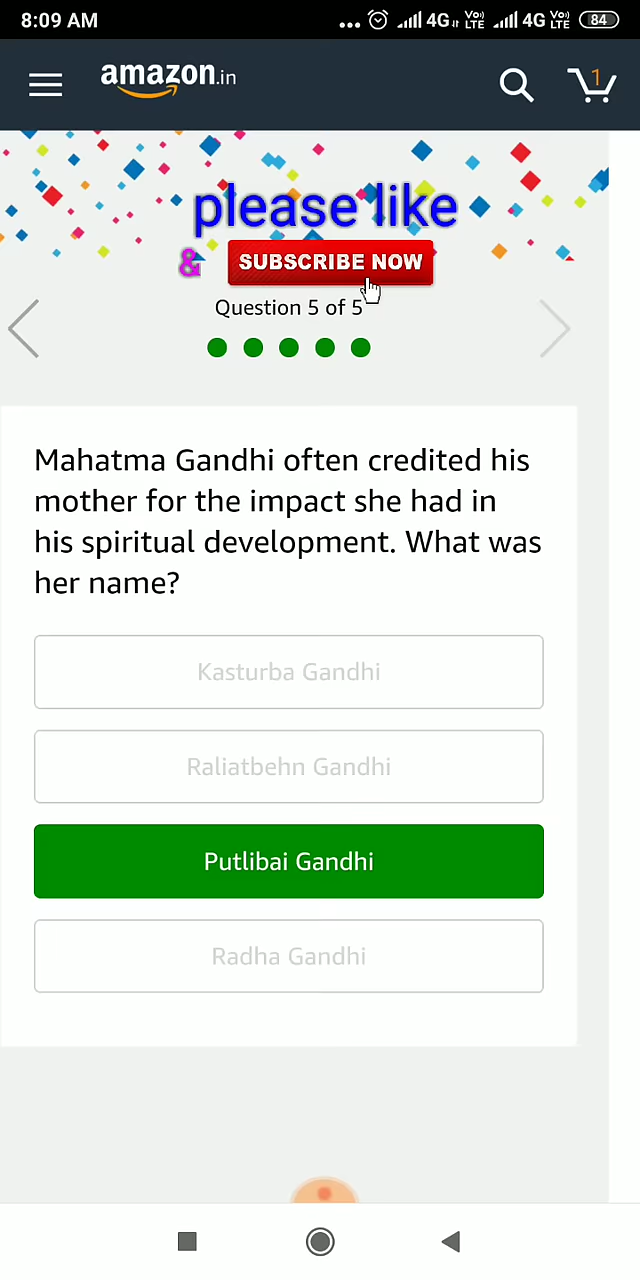 8:09 AM
... 4G VoLTE 4G VoLTE 84
amazon.in
1
please like
& SUBSCRIBE NOW
Question 5 of 5
Mahatma Gandhi often credited his
mother for the impact she had in
his spiritual development. What was
her name?
Kasturba Gandhi
Raliatbehn Gandhi
Putlibai Gandhi
Radha Gandhi